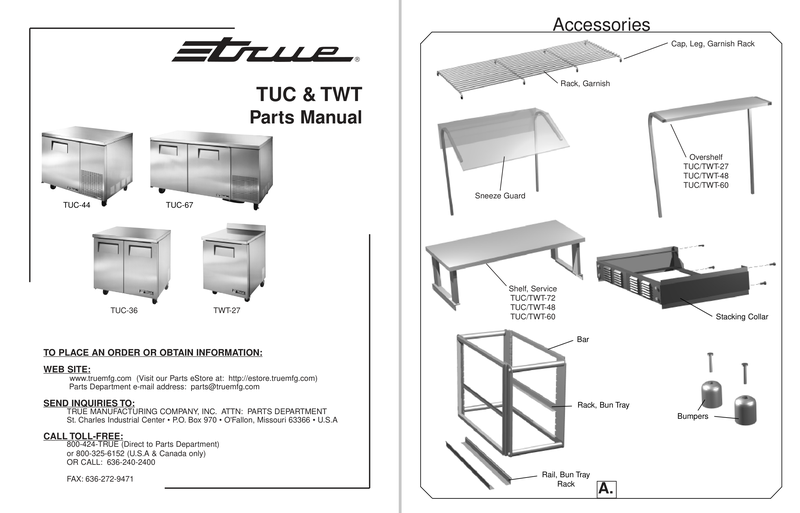 true®
TUC & TWT
Parts Manual
TUC-44
TUC-67
TUC-36
TWT-27
TO PLACE AN ORDER OR OBTAIN INFORMATION:
WEB SITE:
www.truemfg.com (Visit our Parts eStore at: http://estore.truemfg.com)
Parts Department e-mail address: parts@truemfg.com
SEND INQUIRIES TO:
TRUE MANUFACTURING COMPANY, INC. ATTN: PARTS DEPARTMENT
St. Charles Industrial Center • P.O. Box 970 • O'Fallon, Missouri 63366 • U.S.A
CALL TOLL-FREE:
800-424-TRUE (Direct to Parts Department)
or 800-325-6152 (U.S.A & Canada only)
OR CALL: 636-240-2400
FAX: 636-272-9471
Accessories
Cap, Leg, Garnish Rack
Rack, Garnish
Sneeze Guard
Overshelf
TUC/TWT-27
TUC/TWT-48
TUC/TWT-60
Shelf, Service
TUC/TWT-72
TUC/TWT-48
TUC/TWT-60
Stacking Collar
Bar
Rack, Bun Tray
Bumpers
Rail, Bun Tray
Rack
A.